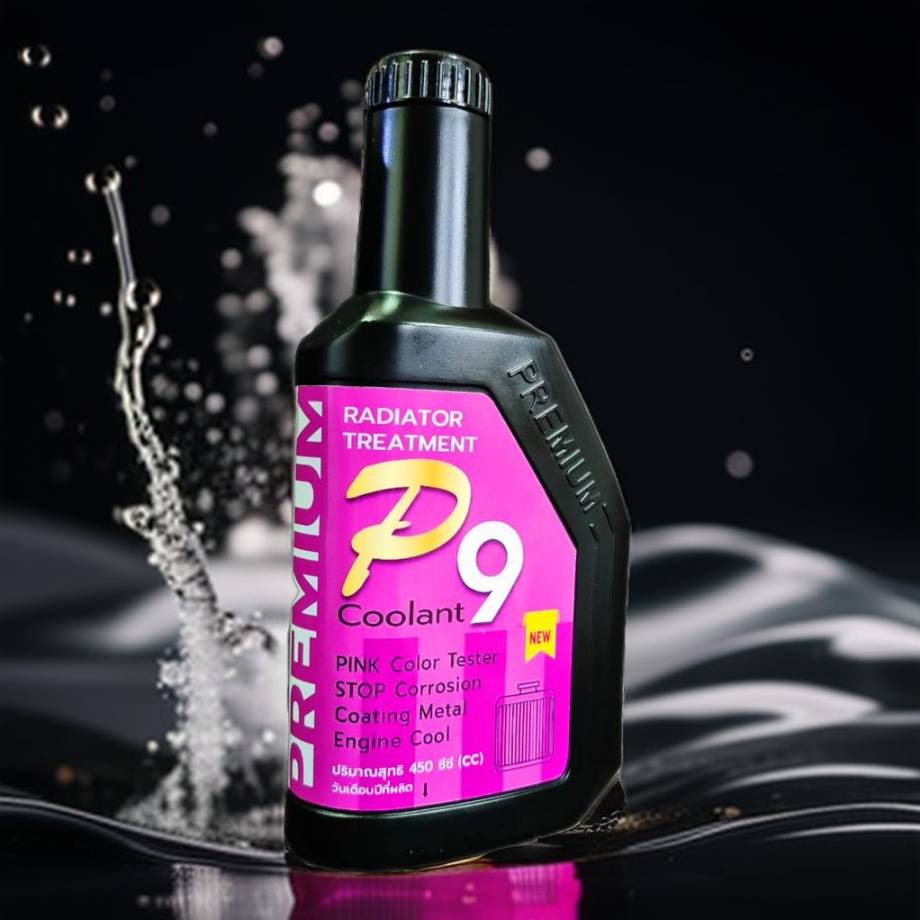 PREMIUM
PREMIUM
RADIATOR
TREATMENT
P9
Coolant
NEW
PINK Color Tester
STOP Corrosion
Coating Metal
Engine Cool
ปริมาณสุทธิ 450 ซีซี (CC)
วันเดือนปีที่ผลิต